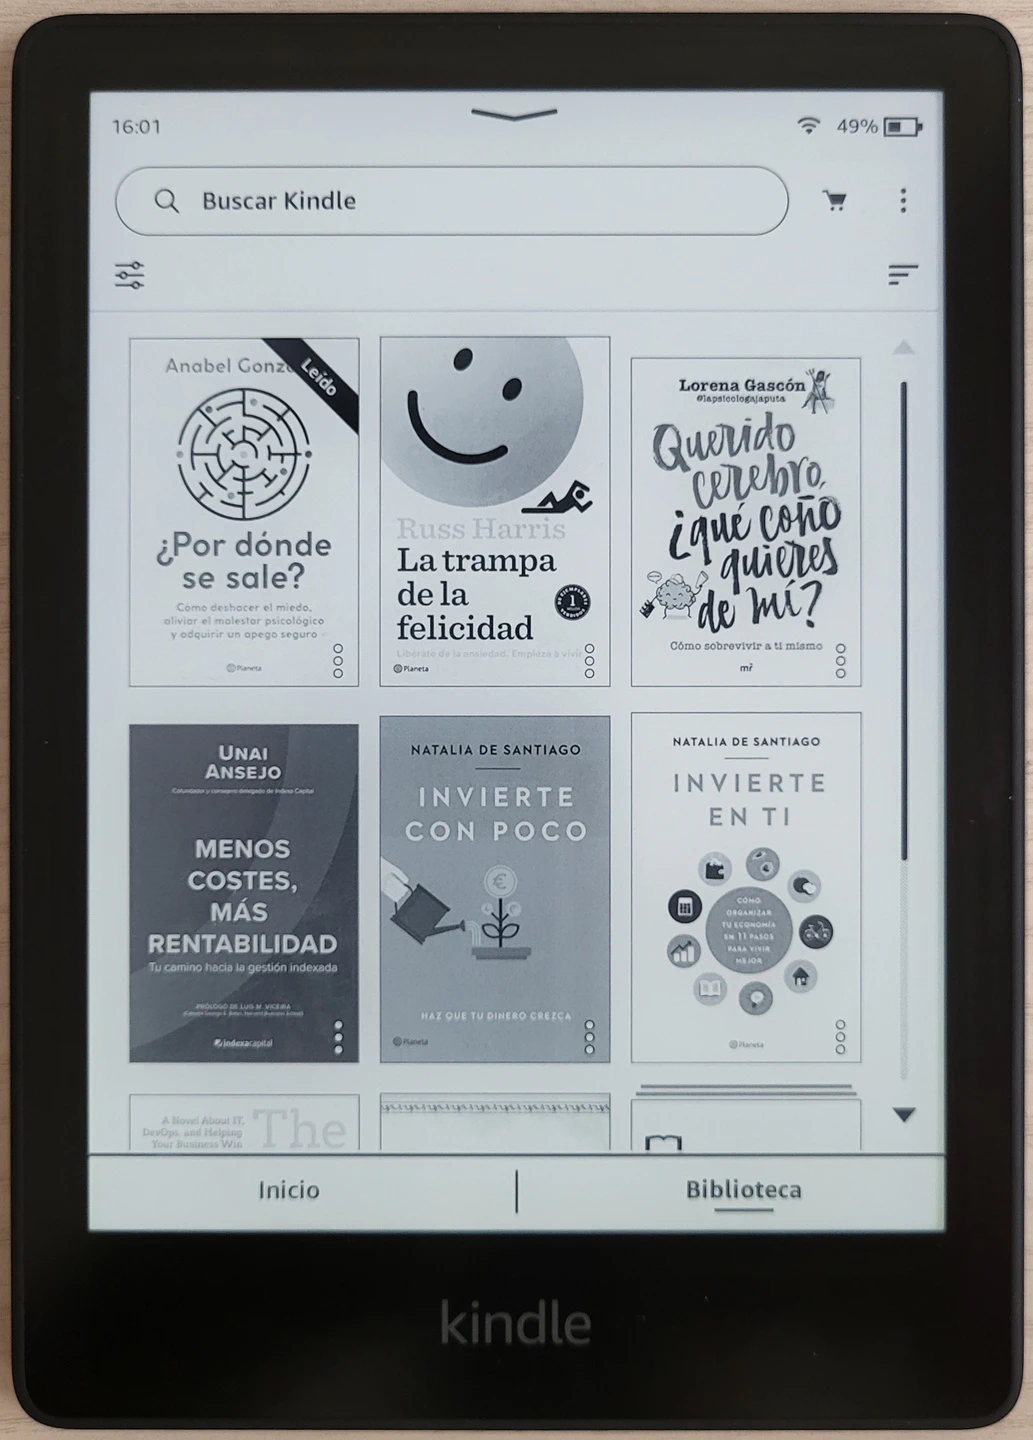 16:01
49%
Buscar Kindle
Anabel Gonz
Leído
¿Por dónde
se sale?
Cómo deshacer el miedo,
aliviar el malestar psicológico
y adquirir un apego seguro
Planeta
Russ Harris
La trampa
de la
felicidad
1
Libérate de la ansiedad. Empieza a vivir
Planeta
Lorena Gascón
@lapsicologajaputa
Querido
cerebro,
¿qué coño
quieres
de mí?
Cómo sobrevivir a ti mismo
mr
UNAI
ANSEJO
Cofundador y consejero delegado de Indexa Capital
MENOS
COSTES,
MÁS
RENTABILIDAD
Tu camino hacia la gestión indexada
PRÓLOGO DE LUIS M. VICEIRA
indexacapital
NATALIA DE SANTIAGO
INVIERTE
CON POCO
€
HAZ QUE TU DINERO CREZCA
Planeta
NATALIA DE SANTIAGO
INVIERTE
EN TI
CÓMO
ORGANIZAR
TU ECONOMÍA
EN 11 PASOS
PARA VIVIR
MEJOR
Planeta
A Novel About IT,
DevOps, and Helping
Your Business Win
The
Inicio
Biblioteca
kindle